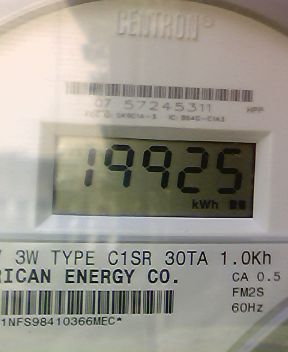 CENTRON®
07 57245311 HPP
19925
kWh
3W TYPE C1SR 30TA 1.0Kh
RICAN ENERGY CO. CA 0.5
FM2S
60Hz
1NFS98410366MEC*